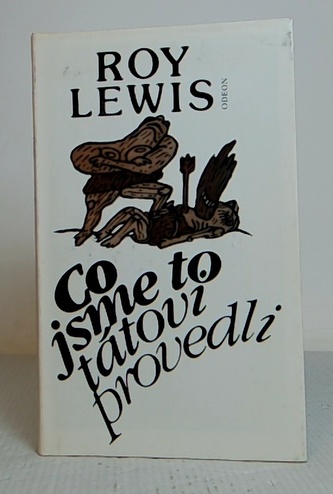 ROY
LEWIS
ODEON
Co
jsme to
tátovi
provedli